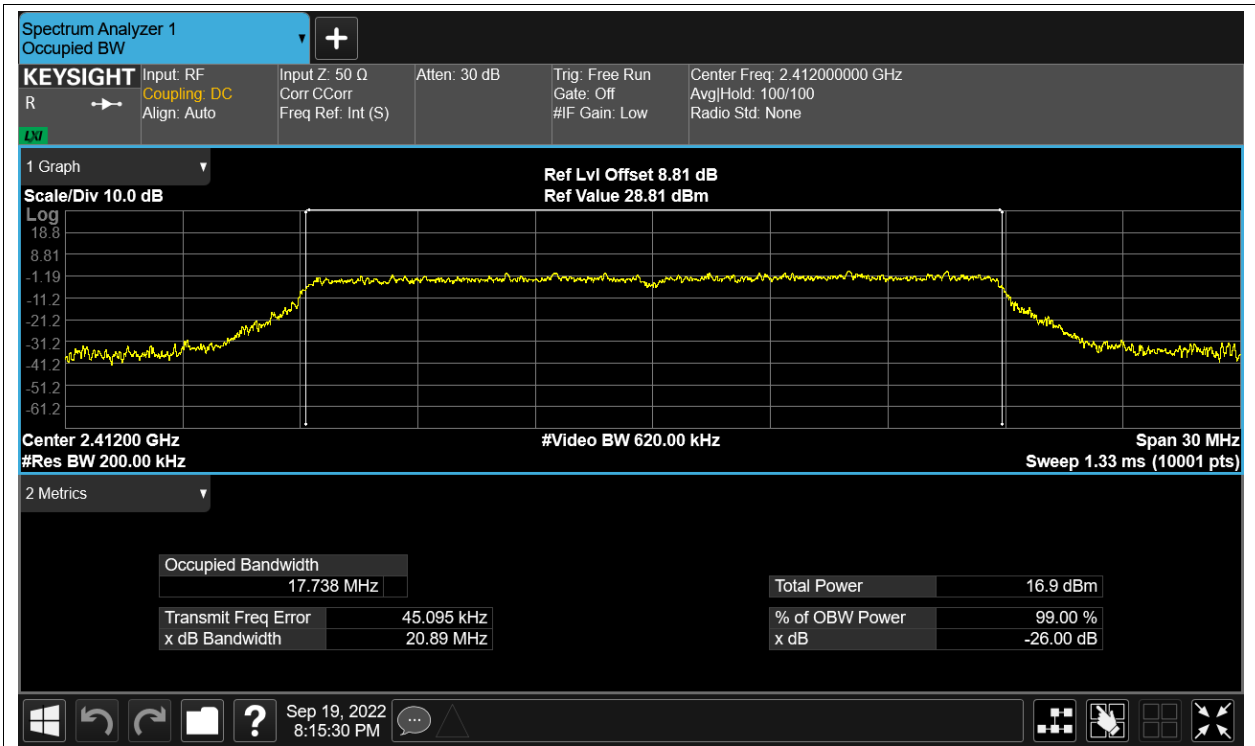 Spectrum Analyzer 1
Occupied BW
KEYSIGHT Input: RF Input Z: 50 Ω Atten: 30 dB Trig: Free Run Center Freq: 2.412000000 GHz
R Coupling: DC Corr CCorr Gate: Off Avg|Hold: 100/100
Align: Auto Freq Ref: Int (S) #IF Gain: Low Radio Std: None
LXI
1 Graph Ref Lvl Offset 8.81 dB
Scale/Div 10.0 dB Ref Value 28.81 dBm
Log
18.8
8.81
-1.19
-11.2
-21.2
-31.2
-41.2
-51.2
-61.2
Center 2.41200 GHz #Video BW 620.00 kHz Span 30 MHz
#Res BW 200.00 kHz Sweep 1.33 ms (10001 pts)
2 Metrics
Occupied Bandwidth
17.738 MHz Total Power 16.9 dBm
Transmit Freq Error 45.095 kHz % of OBW Power 99.00 %
x dB Bandwidth 20.89 MHz x dB -26.00 dB
? Sep 19, 2022
8:15:30 PM